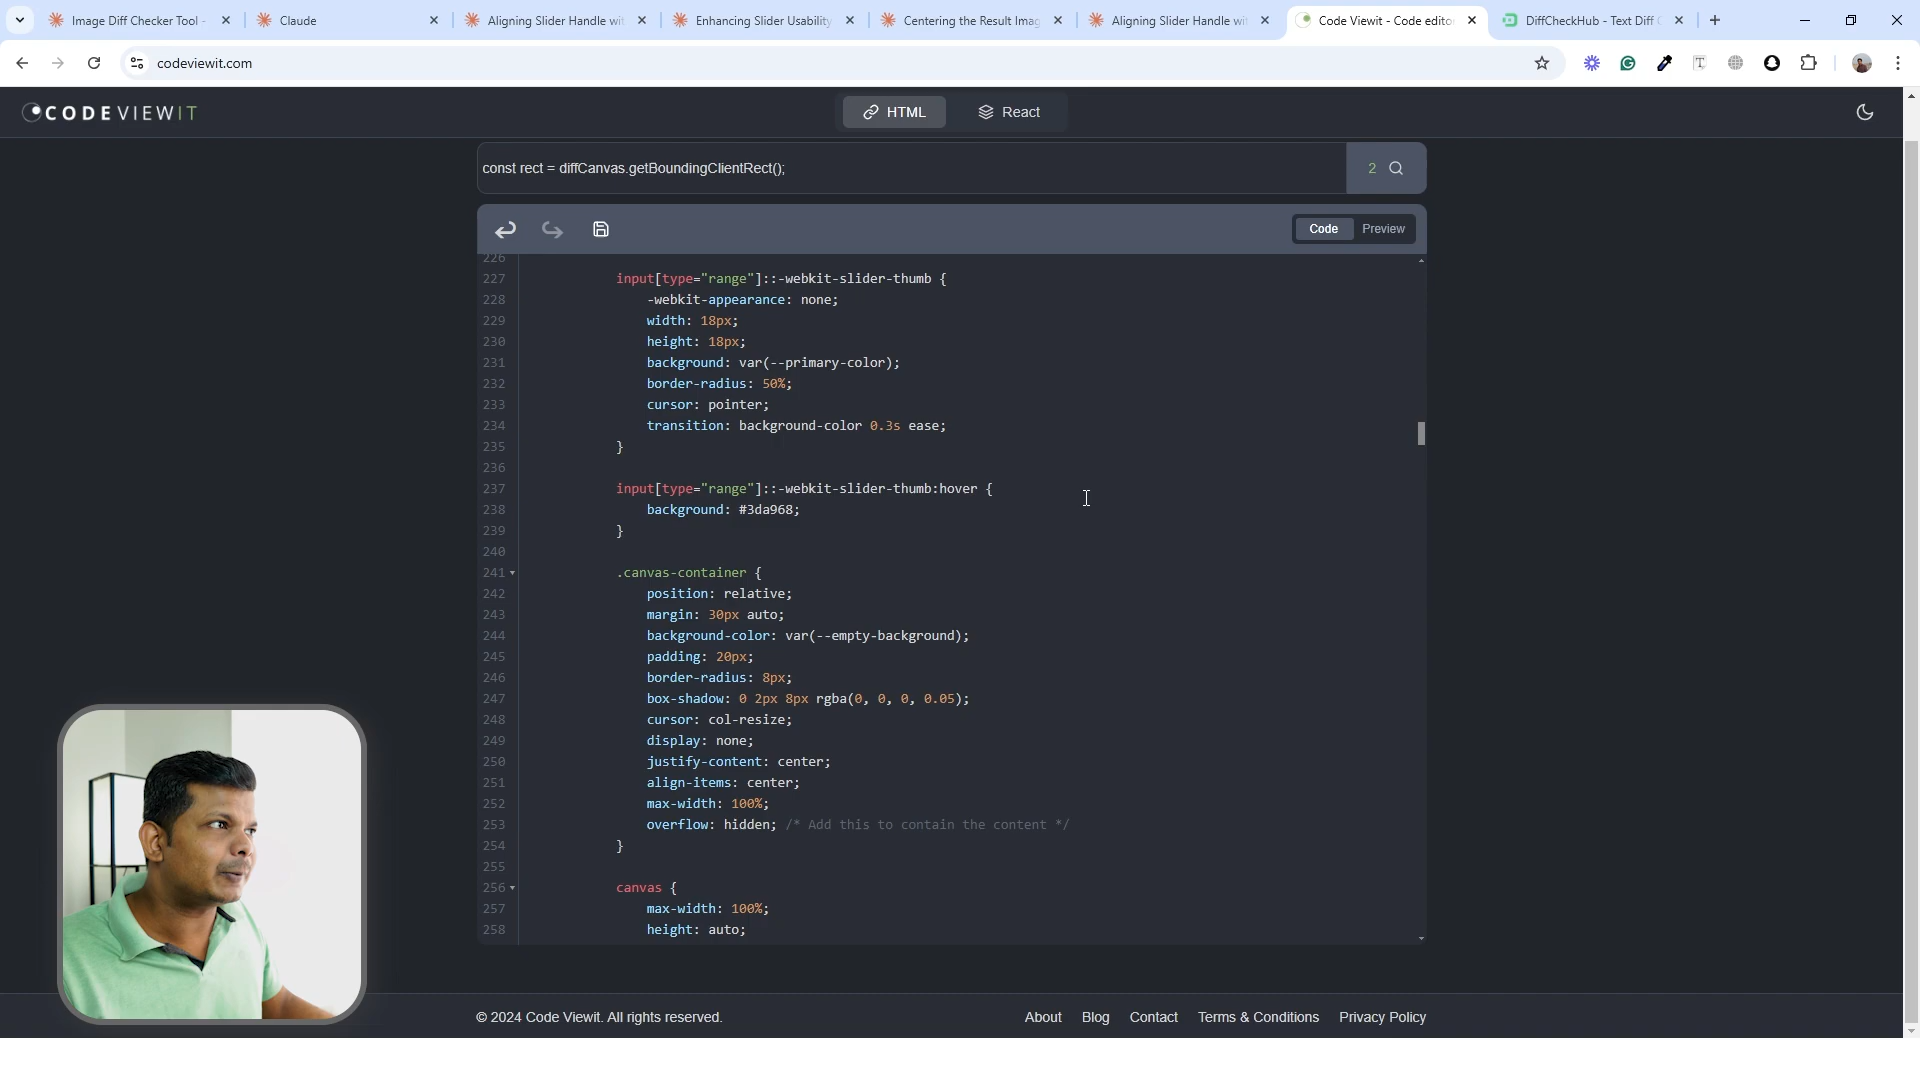 Image Diff Checker Tool -
Claude
Aligning Slider Handle wit
Enhancing Slider Usability
Centering the Result Imag
Aligning Slider Handle wit
Code Viewit - Code edito
DiffCheckHub - Text Diff C
codeviewit.com
CODEVIEWIT
HTML
React
const rect = diffCanvas.getBoundingClientRect();
2
Code
Preview
226
227 input[type="range"]::-webkit-slider-thumb {
228 -webkit-appearance: none;
229 width: 18px;
230 height: 18px;
231 background: var(--primary-color);
232 border-radius: 50%;
233 cursor: pointer;
234 transition: background-color 0.3s ease;
235 }
236
237 input[type="range"]::-webkit-slider-thumb:hover {
238 background: #3da968;
239 }
240
241 .canvas-container {
242 position: relative;
243 margin: 30px auto;
244 background-color: var(--empty-background);
245 padding: 20px;
246 border-radius: 8px;
247 box-shadow: 0 2px 8px rgba(0, 0, 0, 0.05);
248 cursor: col-resize;
249 display: none;
250 justify-content: center;
251 align-items: center;
252 max-width: 100%;
253 overflow: hidden; /* Add this to contain the content */
254 }
255
256 canvas {
257 max-width: 100%;
258 height: auto;
© 2024 Code Viewit. All rights reserved.
About
Blog
Contact
Terms & Conditions
Privacy Policy